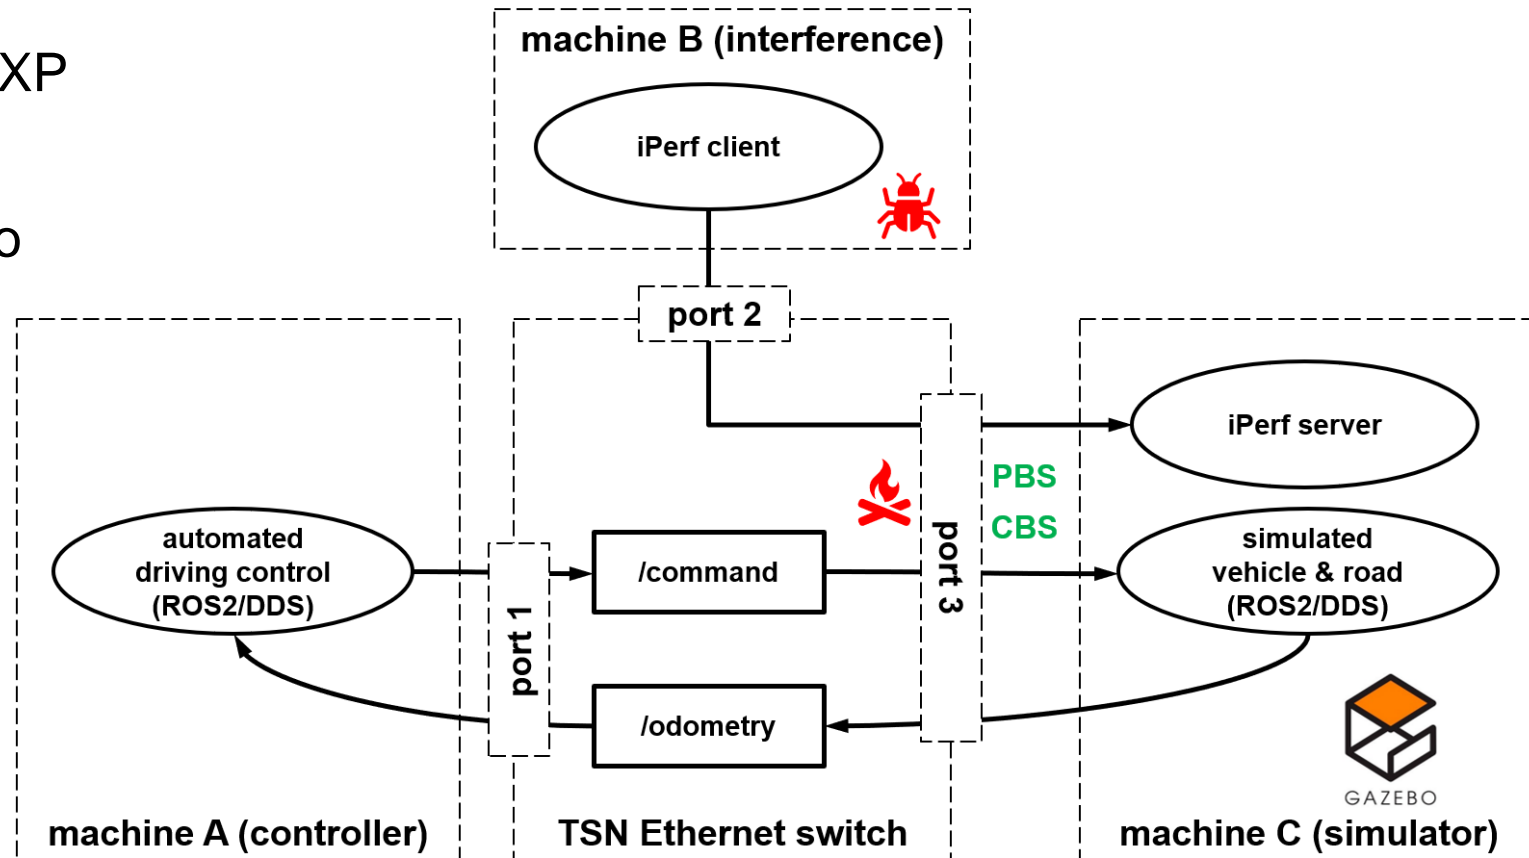 XP
o
machine B (interference)
iPerf client
port 2
iPerf server
PBS
CBS
automated
driving control
(ROS2/DDS)
port 1
/command
port 3
simulated
vehicle & road
(ROS2/DDS)
/odometry
GAZEBO
machine A (controller)
TSN Ethernet switch
machine C (simulator)